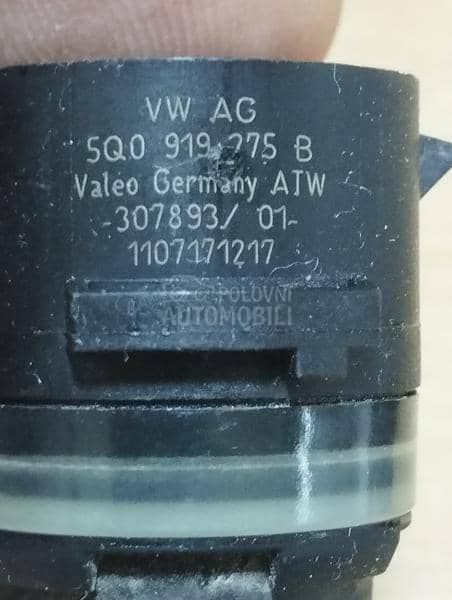 VW AG
5Q0 919 275 B
Valeo Germany ATW
-307893/ 01-
1107171217
POLOVNI
AUTOMOBILI